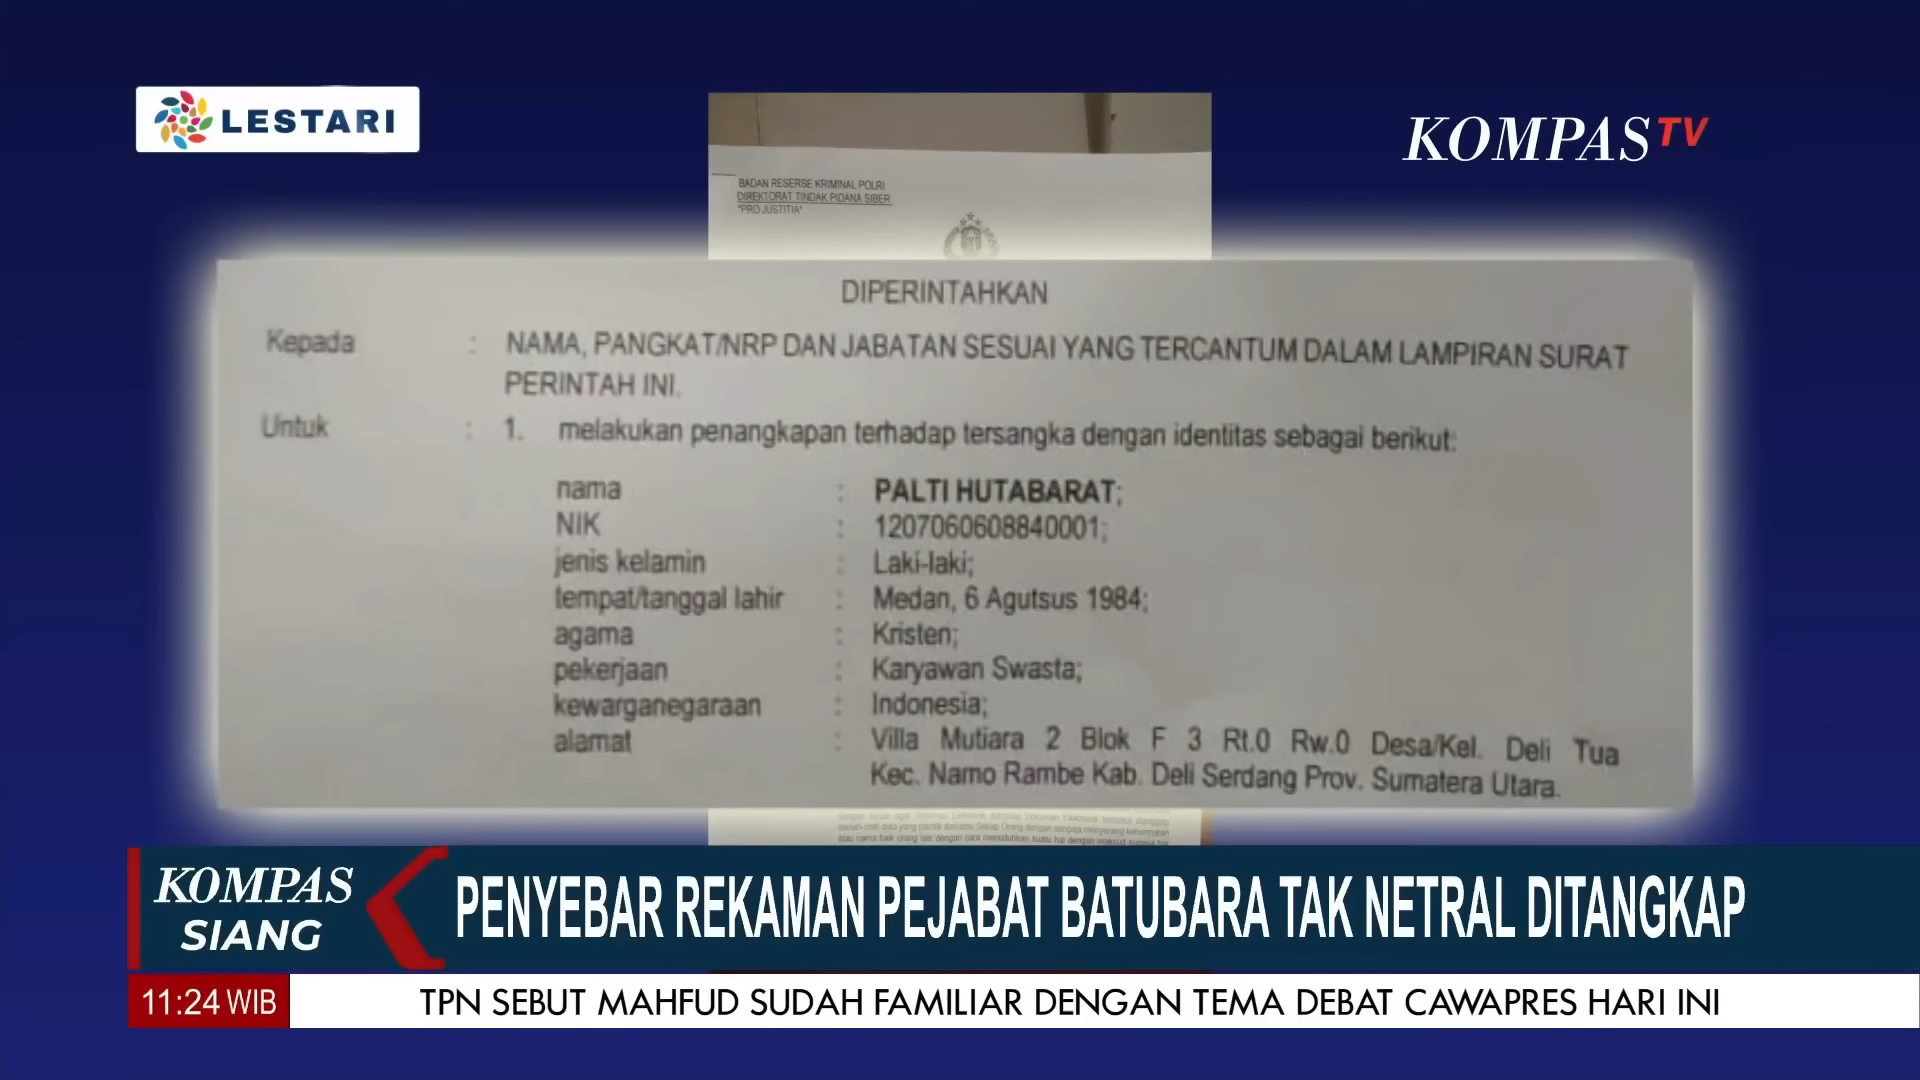 LESTARI
KOMPAS TV
BADAN RESERSE KRIMINAL POLRI
DIREKTORAT TINDAK PIDANA SIBER
"PRO JUSTITIA"
DIPERINTAHKAN
Kepada : NAMA, PANGKAT/NRP DAN JABATAN SESUAI YANG TERCANTUM DALAM LAMPIRAN SURAT
PERINTAH INI.
Untuk : 1. melakukan penangkapan terhadap tersangka dengan identitas sebagai berikut:
nama : PALTI HUTABARAT;
NIK : 1207060608840001;
jenis kelamin : Laki-laki;
tempat/tanggal lahir : Medan, 6 Agutsus 1984;
agama : Kristen;
pekerjaan : Karyawan Swasta;
kewarganegaraan : Indonesia;
alamat : Villa Mutiara 2 Blok F 3 Rt.0 Rw.0 Desa/Kel. Deli Tua
Kec. Namo Rambe Kab. Deli Serdang Prov. Sumatera Utara.
KOMPAS
SIANG
PENYEBAR REKAMAN PEJABAT BATUBARA TAK NETRAL DITANGKAP
11:24 WIB
TPN SEBUT MAHFUD SUDAH FAMILIAR DENGAN TEMA DEBAT CAWAPRES HARI INI